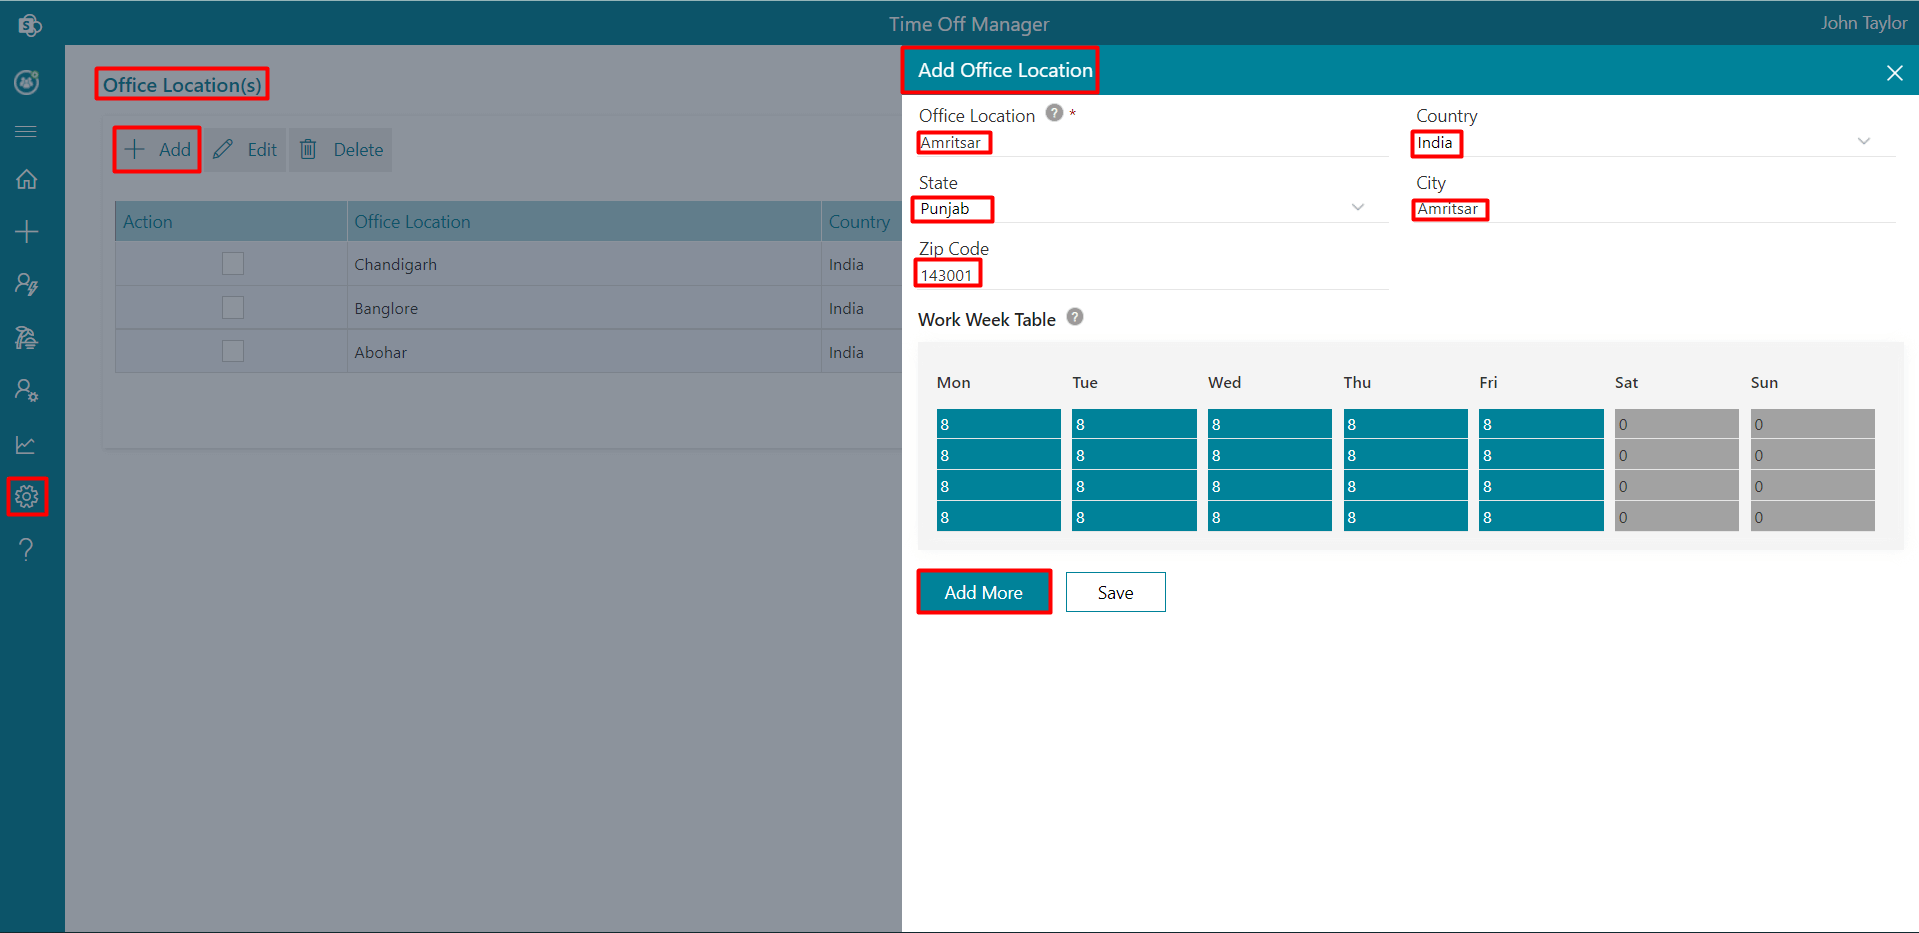 Time Off Manager
John Taylor
Office Location(s)
Add Edit Delete
Action Office Location Country
Chandigarh India
Banglore India
Abohar India
Add Office Location
Office Location ? *
Amritsar
Country
India
State
Punjab
City
Amritsar
Zip Code
143001
Work Week Table ?
Mon Tue Wed Thu Fri Sat Sun
8 8 8 8 8 0 0
8 8 8 8 8 0 0
8 8 8 8 8 0 0
8 8 8 8 8 0 0
Add More Save